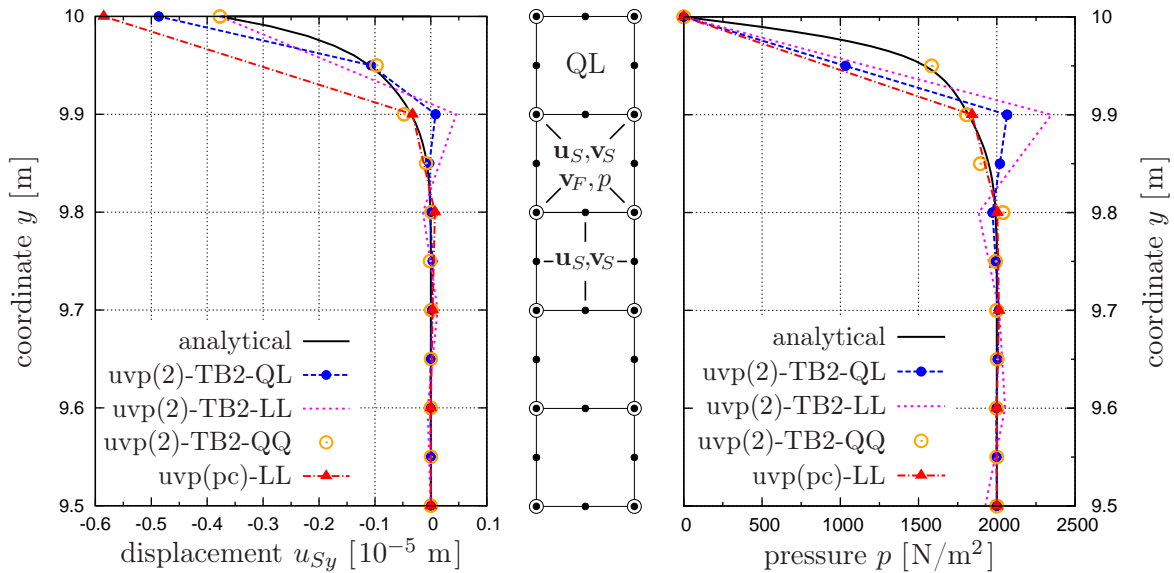 coordinate y [m]
10
9.9
9.8
9.7
9.6
9.5
-0.6
-0.5
-0.4
-0.3
-0.2
-0.1
0
0.1
displacement u_{Sy} [10^{-5} m]
analytical
uvp(2)-TB2-QL
uvp(2)-TB2-LL
uvp(2)-TB2-QQ
uvp(pc)-LL
QL
u_S,v_S
v_F,p
u_S,v_S
analytical
uvp(2)-TB2-QL
uvp(2)-TB2-LL
uvp(2)-TB2-QQ
uvp(pc)-LL
0
500
1000
1500
2000
2500
pressure p [N/m^2]
10
9.9
9.8
9.7
9.6
9.5
coordinate y [m]